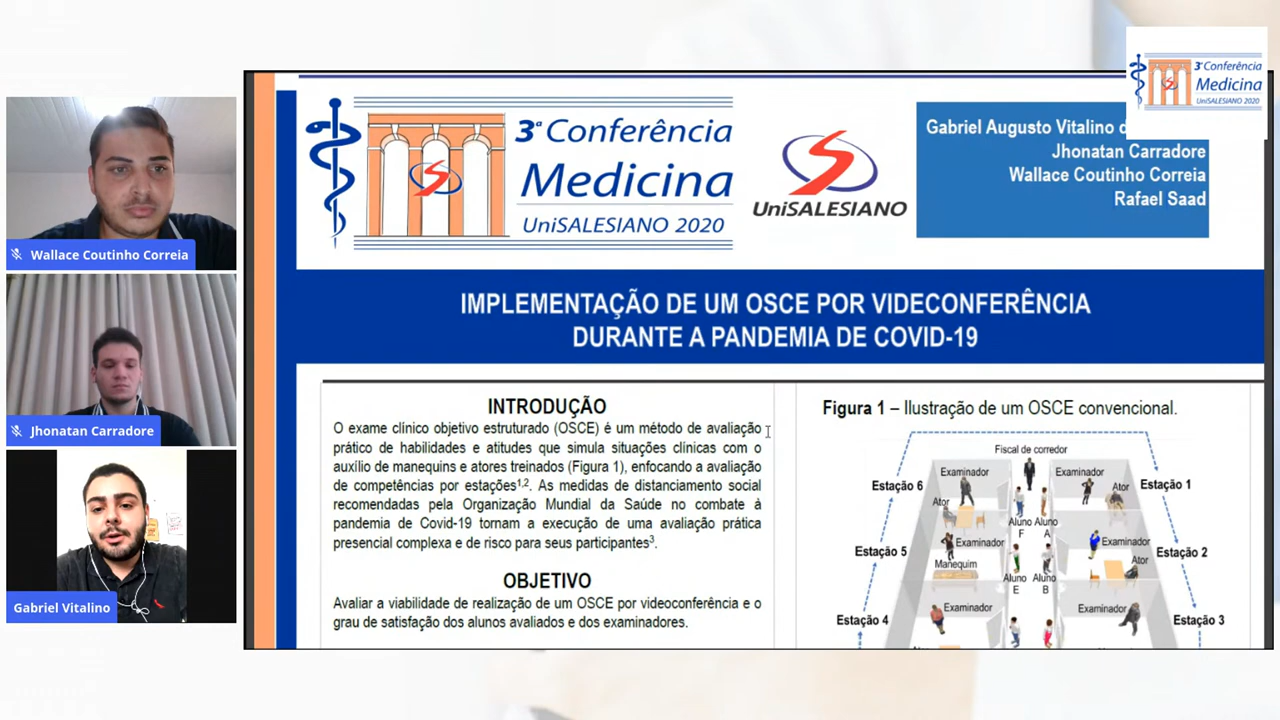 3ª Conferência
Medicina
UniSALESIANO 2020
Wallace Coutinho Correia
Jhonatan Carradore
Gabriel Vitalino
3ª Conferência
Medicina
UniSALESIANO 2020
UniSALESIANO
Gabriel Augusto Vitalino
Jhonatan Carradore
Wallace Coutinho Correia
Rafael Saad
IMPLEMENTAÇÃO DE UM OSCE POR VIDECONFERÊNCIA
DURANTE A PANDEMIA DE COVID-19
INTRODUÇÃO
O exame clínico objetivo estruturado (OSCE) é um método de avaliação
prático de habilidades e atitudes que simula situações clínicas com o
auxílio de manequins e atores treinados (Figura 1), enfocando a avaliação
de competências por estações1,2. As medidas de distanciamento social
recomendadas pela Organização Mundial da Saúde no combate à
pandemia de Covid-19 tornam a execução de uma avaliação prática
presencial complexa e de risco para seus participantes3.
OBJETIVO
Avaliar a viabilidade de realização de um OSCE por videoconferência e o
grau de satisfação dos alunos avaliados e dos examinadores.
Figura 1 – Ilustração de um OSCE convencional.
Fiscal de corredor
Examinador
Examinador
Estação 6
Estação 1
Ator
Ator
Aluno F
Aluno A
Examinador
Examinador
Estação 5
Estação 2
Manequim
Ator
Aluno E
Aluno B
Examinador
Examinador
Estação 4
Estação 3